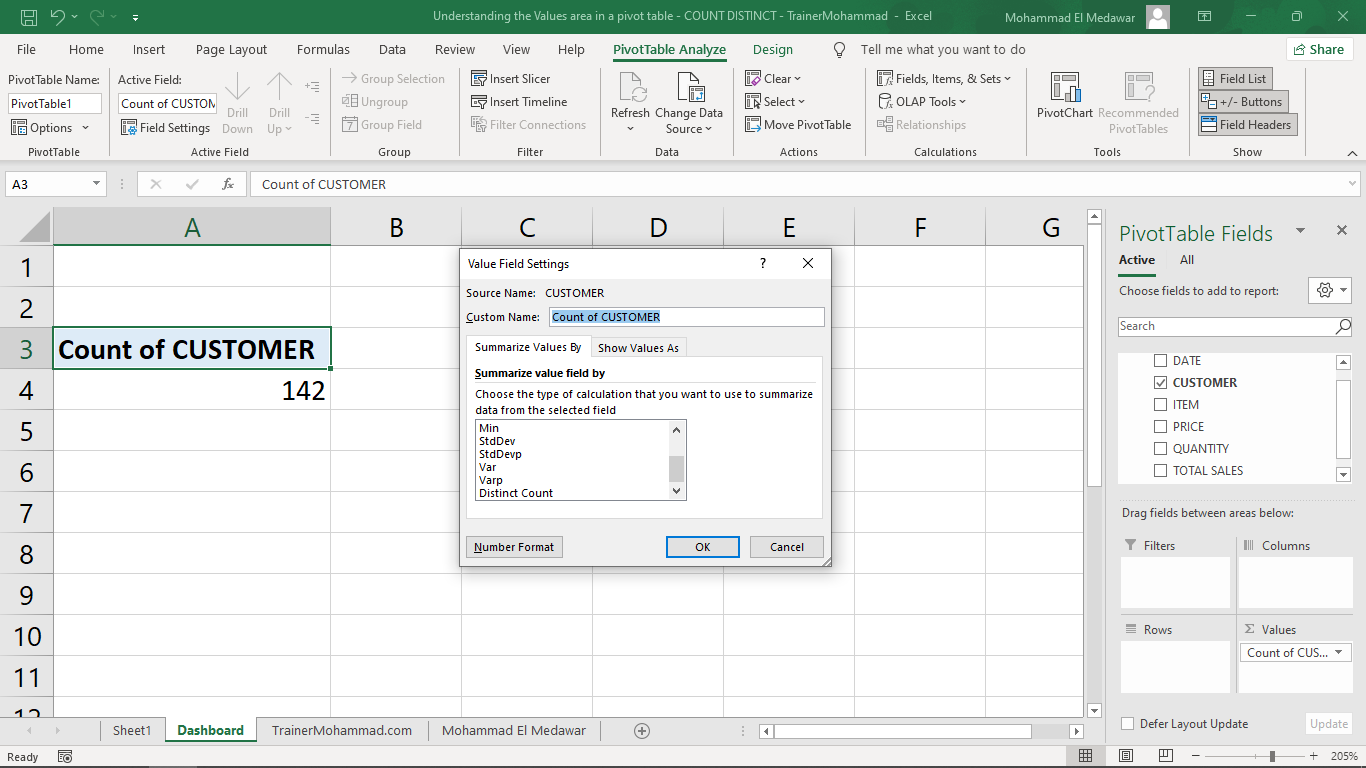 Understanding the Values area in a pivot table - COUNT DISTINCT - TrainerMohammad - Excel
Mohammad El Medawar
File Home Insert Page Layout Formulas Data Review View Help PivotTable Analyze Design Tell me what you want to do Share
PivotTable Name:
PivotTable1
Options
PivotTable
Active Field:
Count of CUSTOM
Field Settings
Drill Down
Drill Up
Active Field
Group Selection
Ungroup
Group Field
Group
Insert Slicer
Insert Timeline
Filter Connections
Filter
Refresh
Change Data Source
Data
Clear
Select
Move PivotTable
Actions
Fields, Items, & Sets
OLAP Tools
Relationships
Calculations
PivotChart
Recommended PivotTables
Tools
Field List
+/- Buttons
Field Headers
Show
A3
fx
Count of CUSTOMER
A B C D E F G
1
2
3 Count of CUSTOMER
4 142
5
6
7
8
9
10
11
12
Value Field Settings
?
Source Name: CUSTOMER
Custom Name: Count of CUSTOMER
Summarize Values By Show Values As
Summarize value field by
Choose the type of calculation that you want to use to summarize
data from the selected field
Min
StdDev
StdDevp
Var
Varp
Distinct Count
Number Format OK Cancel
PivotTable Fields
Active All
Choose fields to add to report:
Search
DATE
CUSTOMER
ITEM
PRICE
QUANTITY
TOTAL SALES
Drag fields between areas below:
Filters Columns
Rows Σ Values
Count of CUS...
Defer Layout Update Update
Sheet1 Dashboard TrainerMohammad.com Mohammad El Medawar
Ready
205%